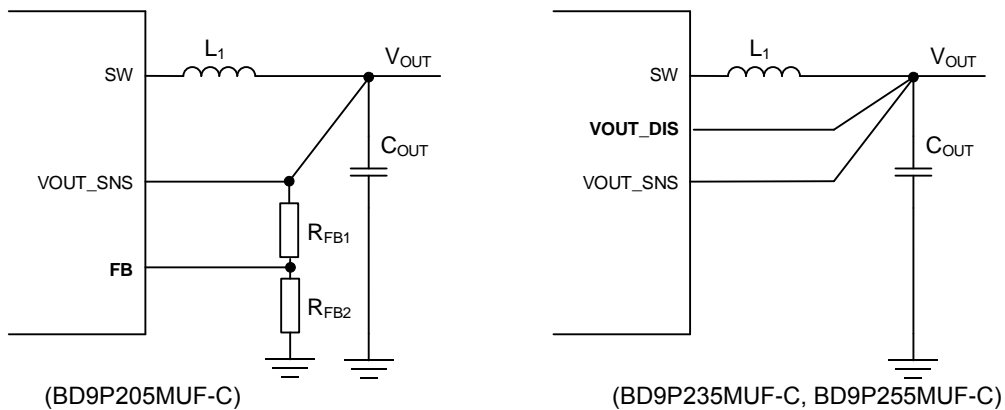 L1
VOUT
SW
COUT
VOUT_SNS
RFB1
FB
RFB2
(BD9P205MUF-C)
L1
VOUT
SW
VOUT_DIS
COUT
VOUT_SNS
(BD9P235MUF-C, BD9P255MUF-C)